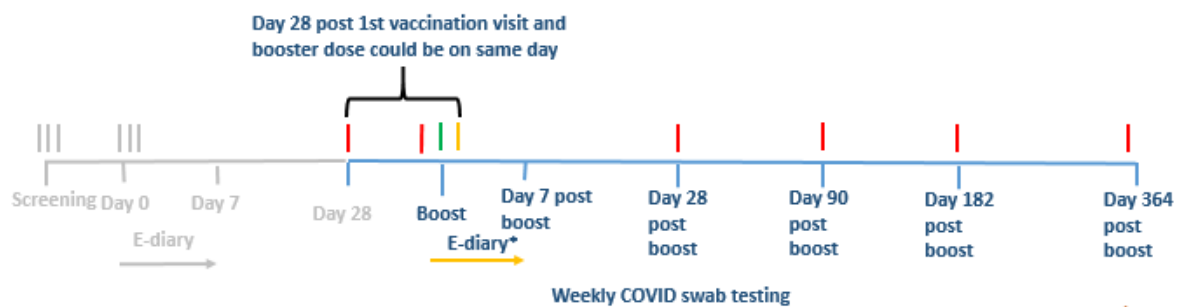 Day 28 post 1st vaccination visit and
booster dose could be on same day
Screening
Day 0
Day 7
Day 28
Boost
Day 7 post
boost
Day 28
post
boost
Day 90
post
boost
Day 182
post
boost
Day 364
post
boost
E-diary
E-diary*
Weekly COVID swab testing